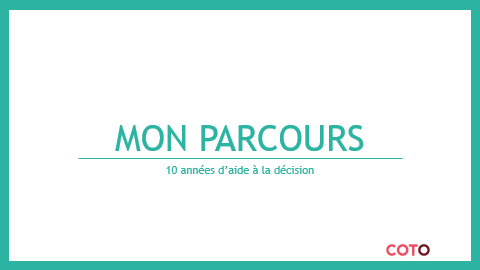 MON PARCOURS
10 années d'aide à la décision
COTO